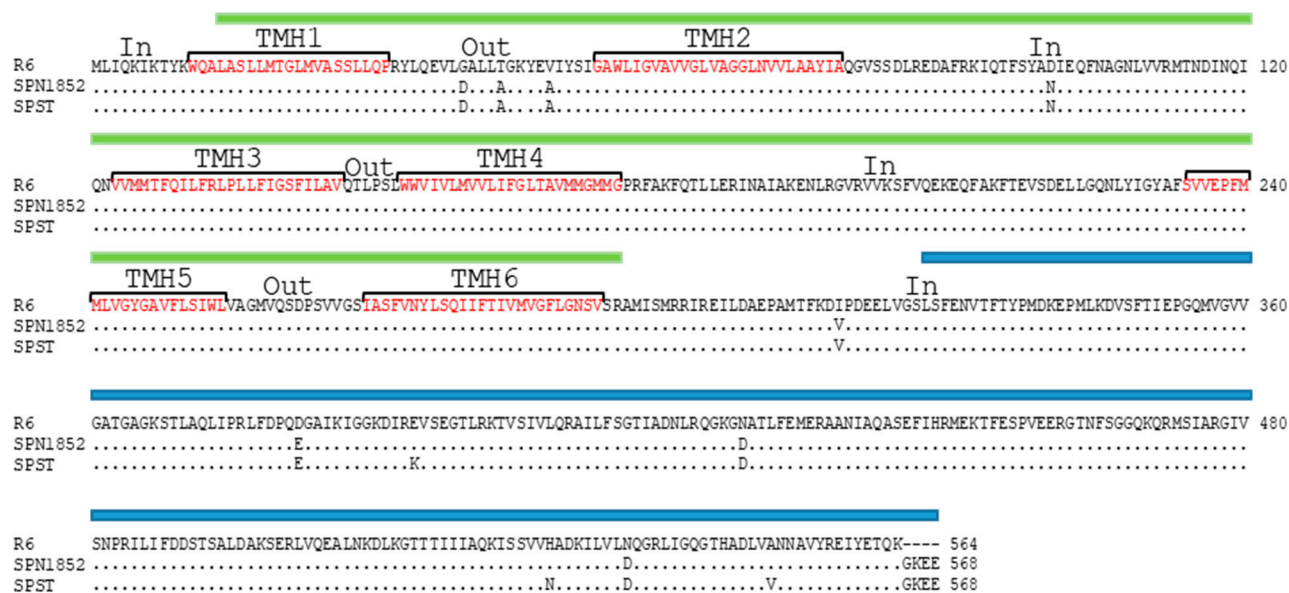 In TMH1 Out TMH2 In
R6 MLIQKIKTYKWQALASLLMTGLMVASSLLQPRYLQEVLGALLTGKYEVIYSIGAWLIGVAVVGLVAGGLNVVLAAYIAQGVSSDLREDAFRKIQTFSYADIEQFNAGNLVVRMTNDINQI 120
SPN1852 ......................................D...A....A...................................................N....................
SPST ......................................D...A....A...................................................N....................
TMH3 Out TMH4 In
R6 QNVVMMTFQILFRLPLLFIGSFILAVQTLPSLWWVIVLMVVLIFGLTAVMMGMMGPRFAKFQTLLERINAIAKENLRGVRVVKSFVQEKEQFAKFTEVSDELLGQNLYIGYAFSVVEPFM 240
SPN1852 ........................................................................................................................
SPST ........................................................................................................................
TMH5 Out TMH6 In
R6 MLVGYGAVFLSIWLVAGMVQSDPSVVGSIASFVNYLSQIIFTIVMVGFLGNSVSRAMISMRRIREILDAEPAMTFKDIPDEELVGSLSFENVTFTYPMDKEPMLKDVSFTIEPGQMVGVV 360
SPN1852 .............................................................................V..........................................
SPST .............................................................................V..........................................
R6 GATGAGKSTLAQLIPRLFDPQDGAIKIGGKDIREVSEGTLRKTVSIVLQRAILFSGTIADNLRQGKGNATLFEMERAANIAQASEFIHRMEKTFESPVEERGTNFSGGQKQRMSIARGIV 480
SPN1852 .....................E.............................................D....................................................
SPST .....................E...........K.................................D....................................................
R6 SNPRILIFDDSTSALDAKSERLVQEALNKDLKGTTTIIIAQKISSVVHADKILVLNQGRLIGQGTHADLVANNAVYREIYETQK---- 564
SPN1852 .......................................................D............................GKEE 568
SPST ...............................................N.......D..............V.............GKEE 568